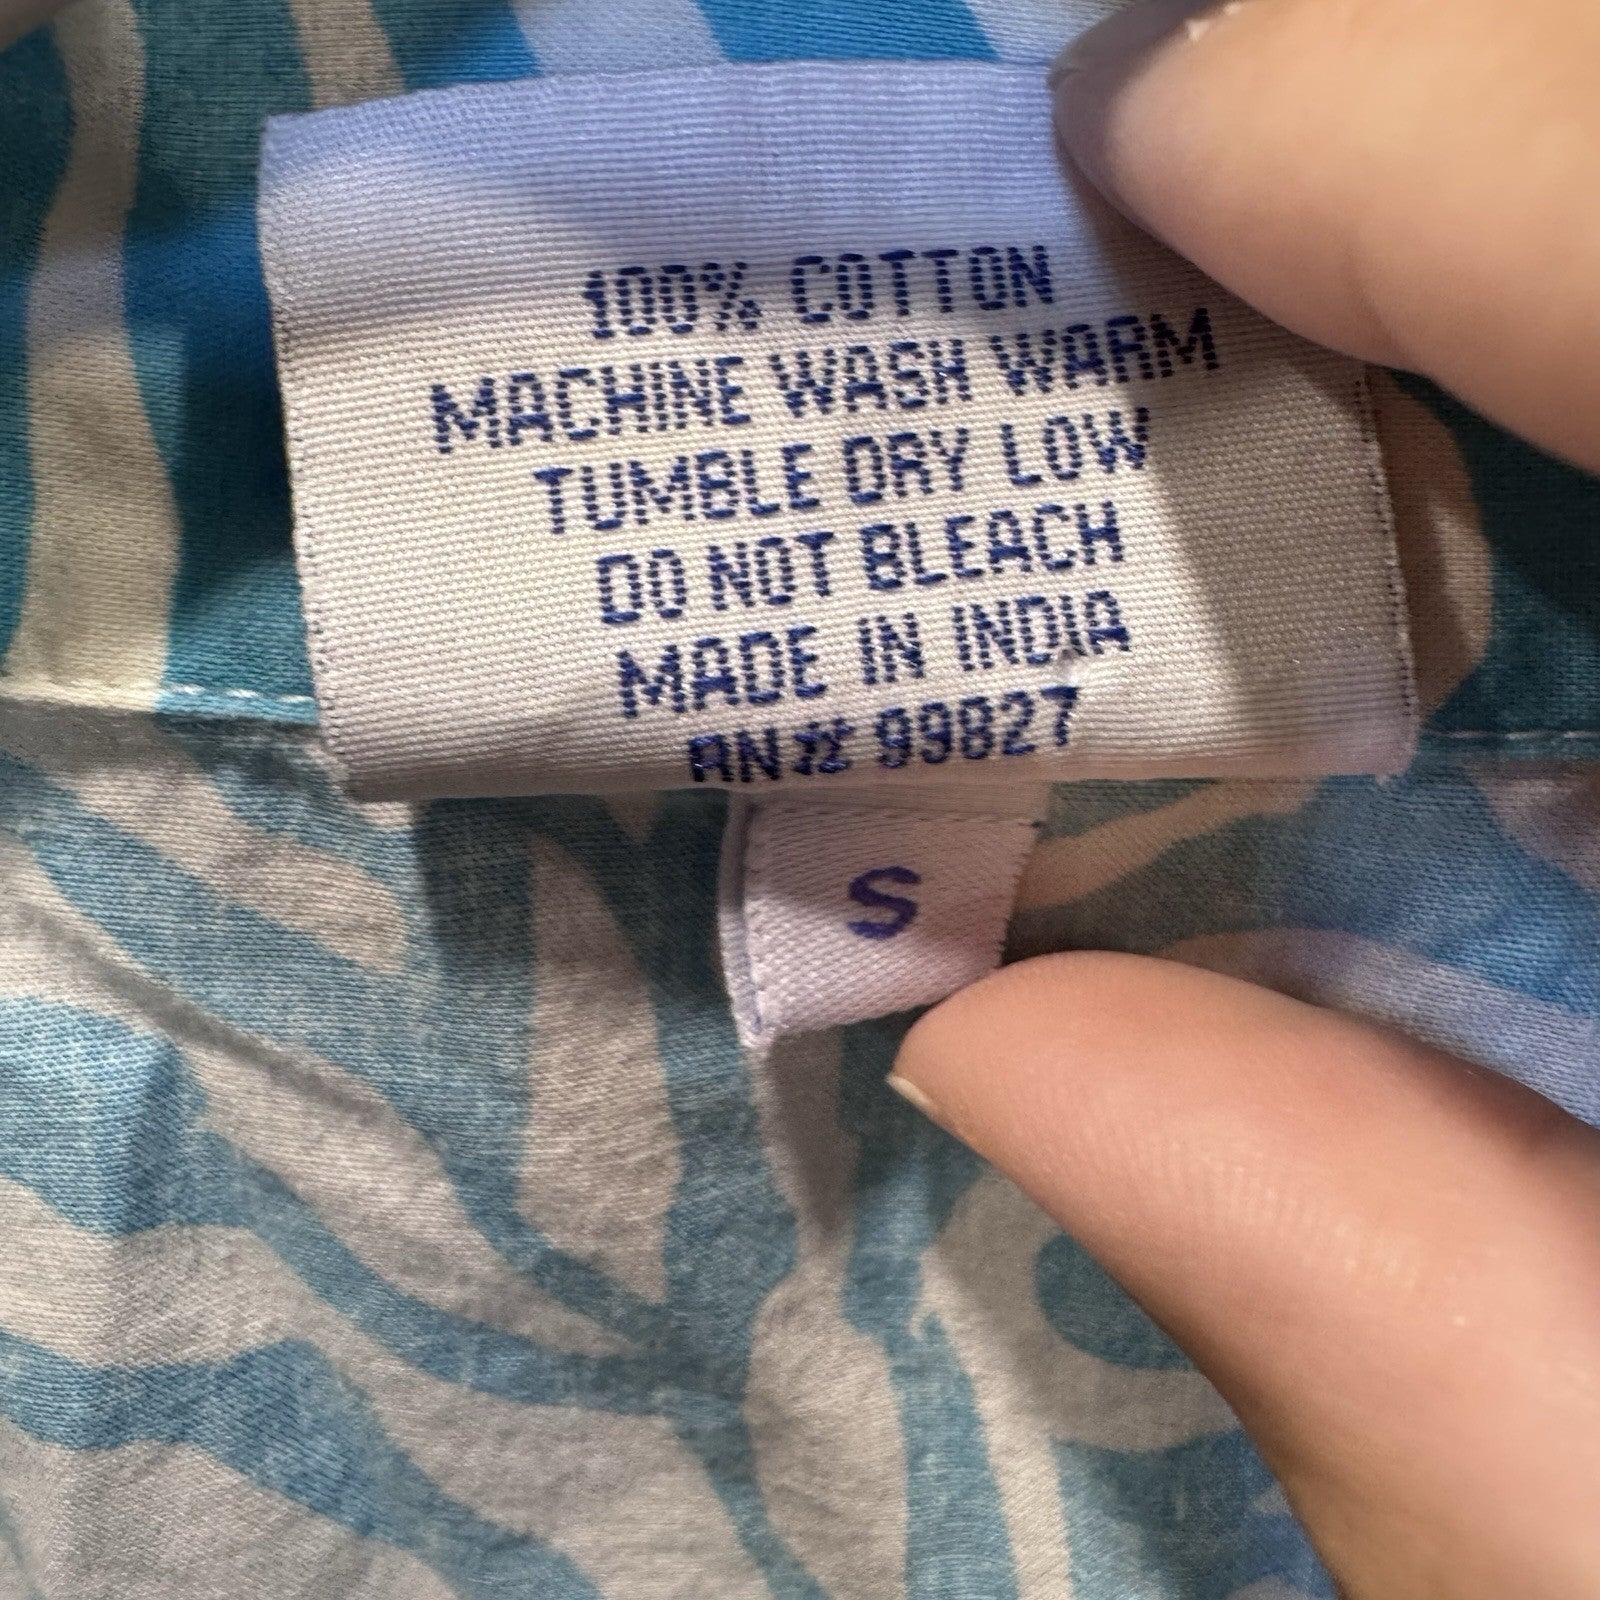 100% COTTON
MACHINE WASH WARM
TUMBLE DRY LOW
DO NOT BLEACH
MADE IN INDIA
RN# 99827
S